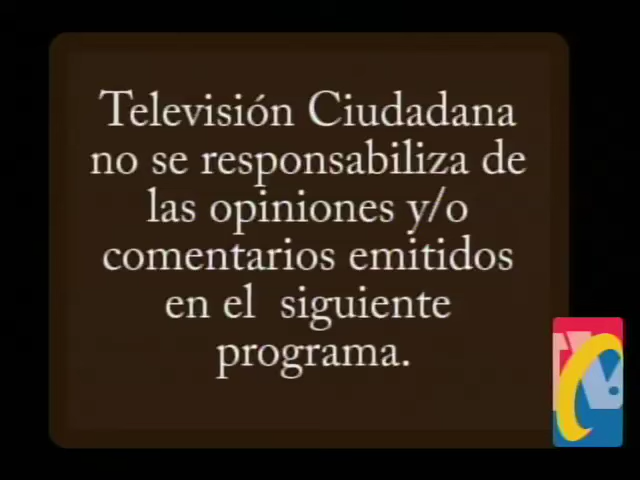 Televisión Ciudadana
no se responsabiliza de
las opiniones y/o
comentarios emitidos
en el siguiente
programa.